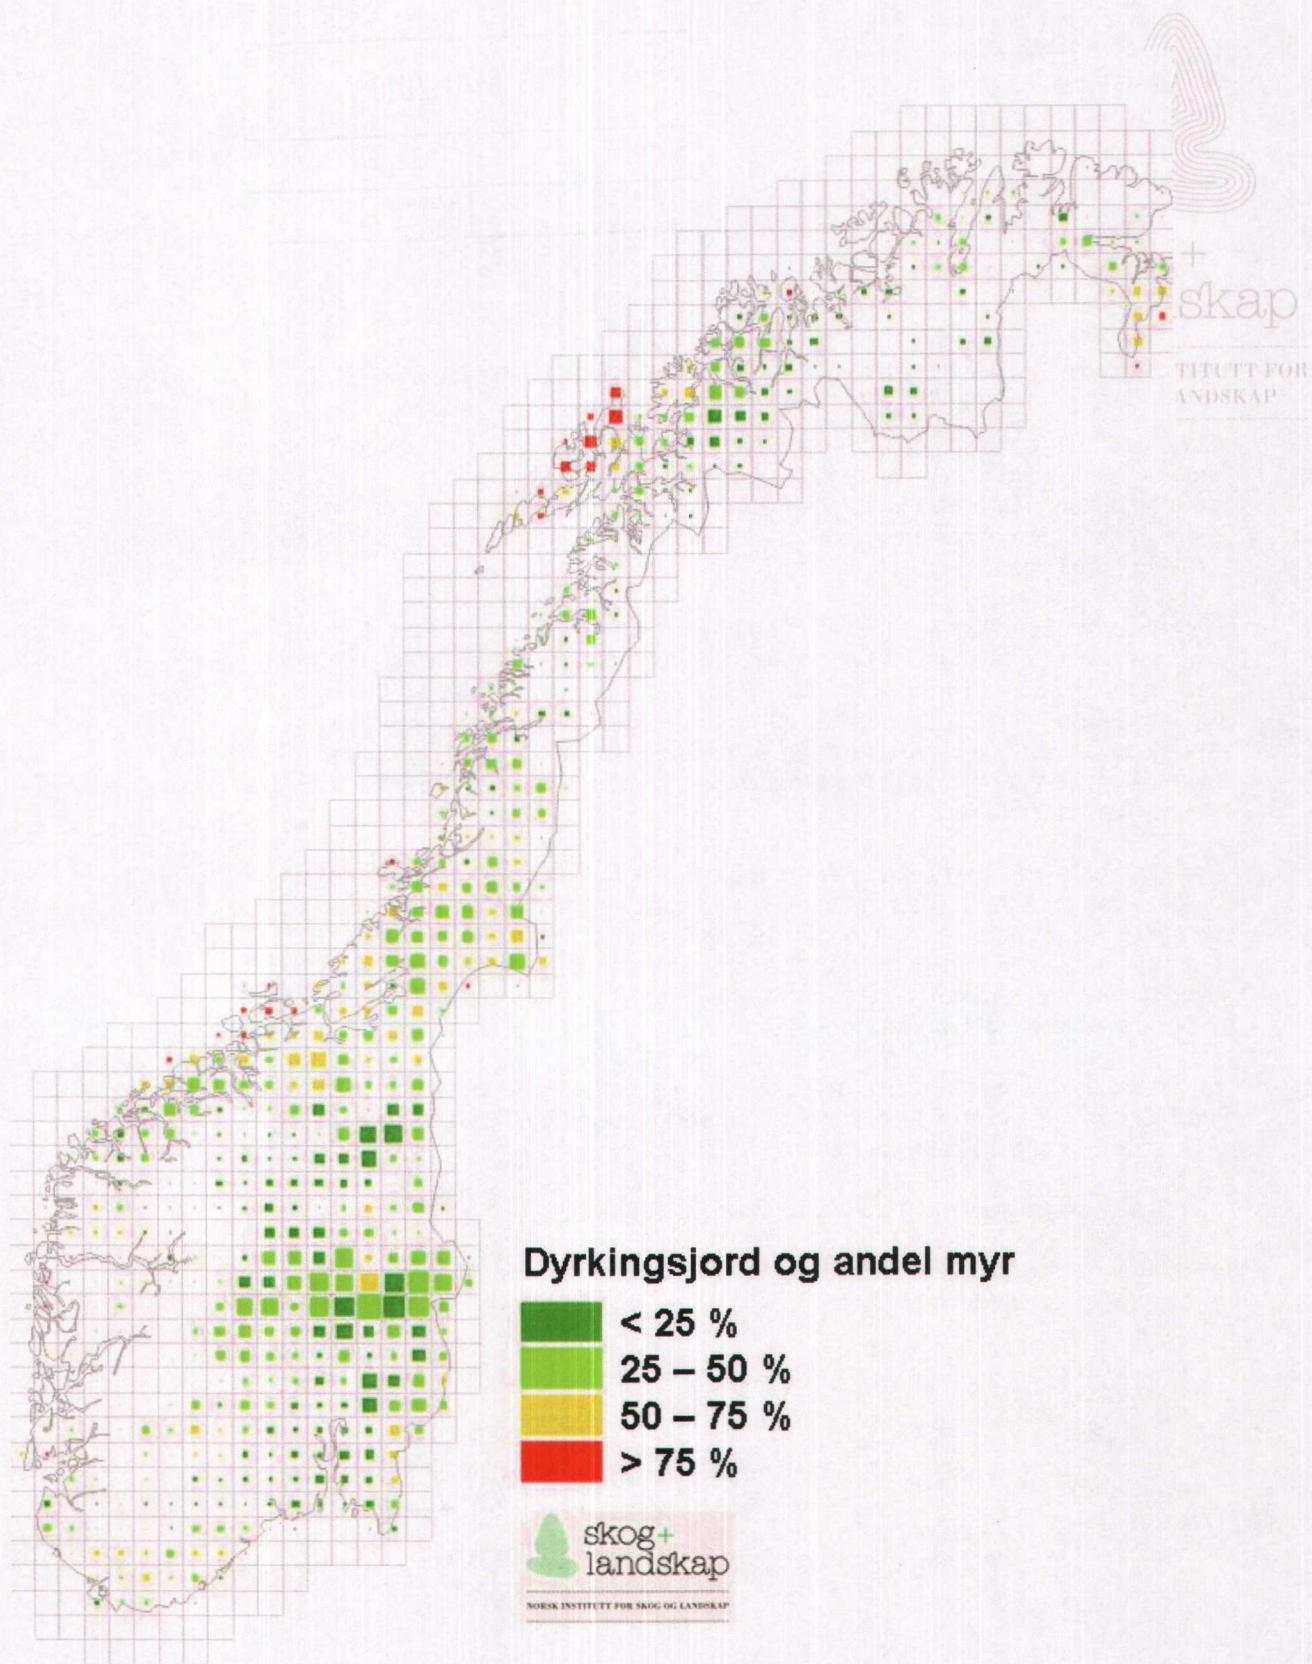 skap
TITUTT FOR
ANDSKAP
Dyrkingsjord og andel myr
< 25 %
25 – 50 %
50 – 75 %
> 75 %
skog+
landskap
NORSK INSTITUTT FOR SKOG OG LANDSKAP